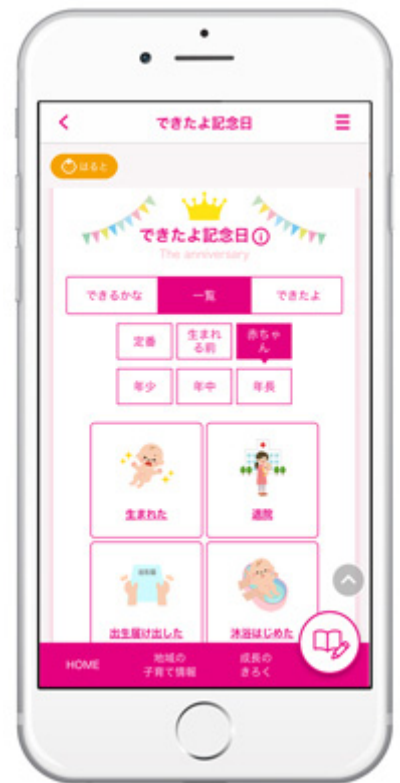 できたよ記念日
はると
できたよ記念日
The anniversary
できるかな
一覧
できたよ
定番
生まれ
る前
赤ちゃ
ん
年少
年中
年長
生まれた
退院
出生届け出した
沐浴はじめた
HOME
地域の
子育て情報
成長の
きろく